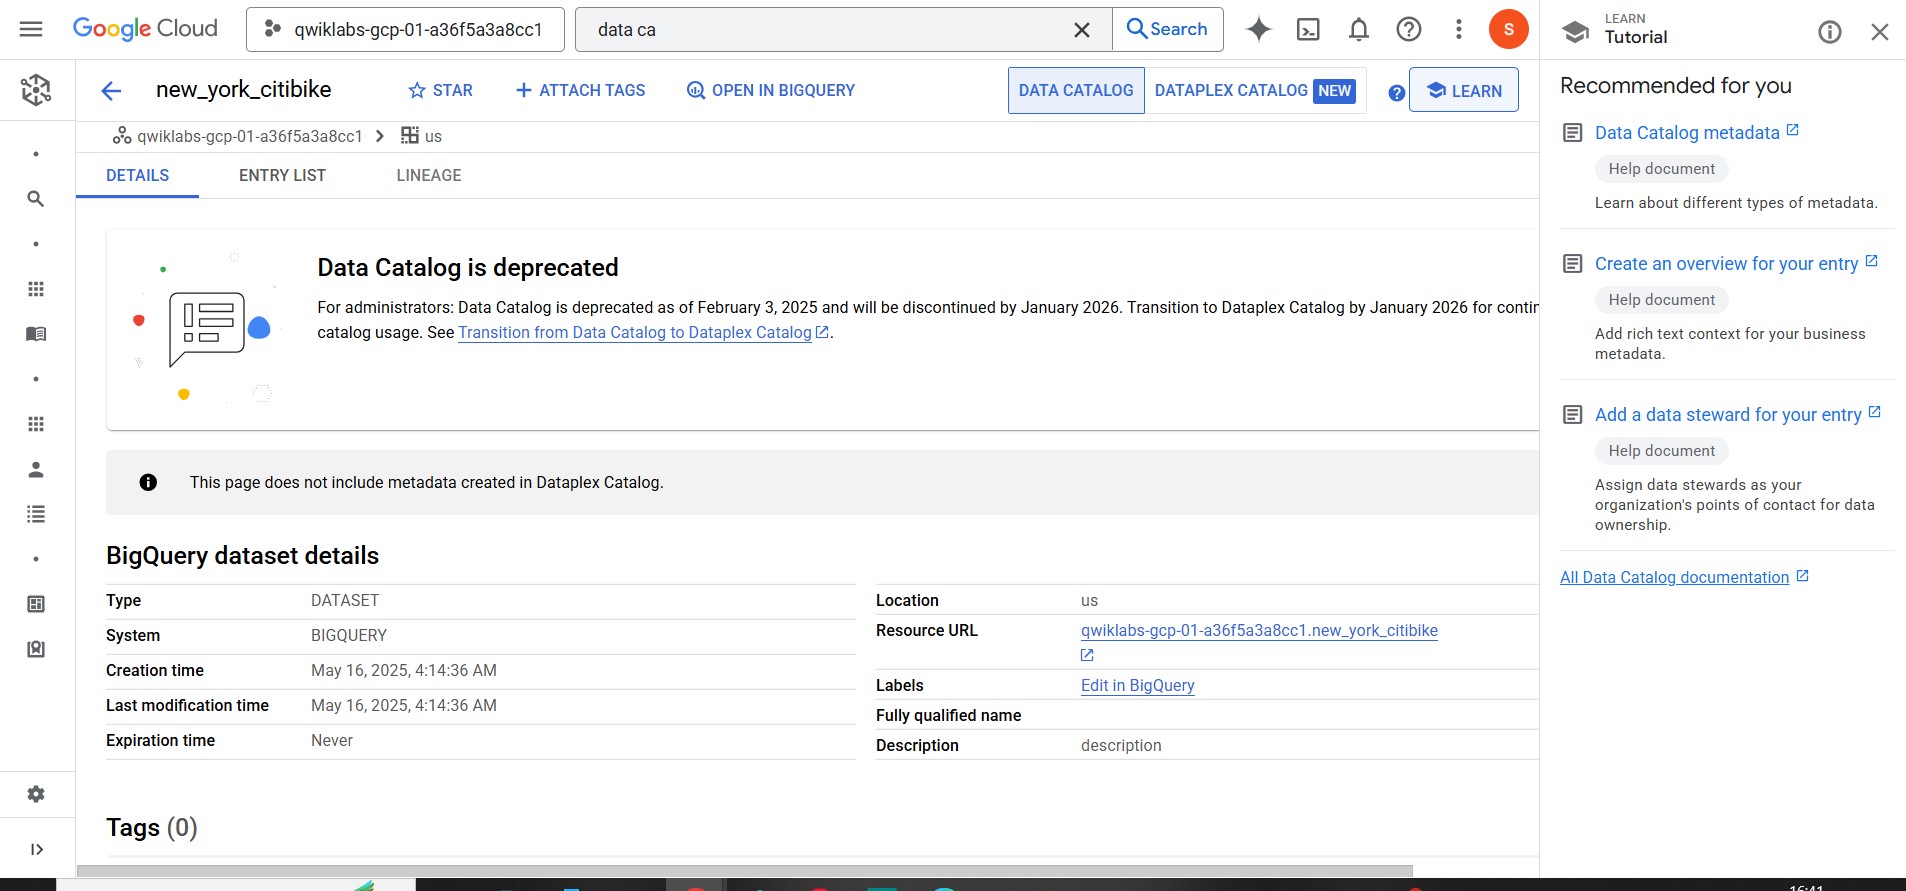 Google Cloud
qwiklabs-gcp-01-a36f5a3a8cc1
data ca
Search
S
LEARN
Tutorial
new_york_citibike
STAR
ATTACH TAGS
OPEN IN BIGQUERY
DATA CATALOG
DATAPLEX CATALOG NEW
LEARN
qwiklabs-gcp-01-a36f5a3a8cc1 > us
DETAILS
ENTRY LIST
LINEAGE
Data Catalog is deprecated
For administrators: Data Catalog is deprecated as of February 3, 2025 and will be discontinued by January 2026. Transition to Dataplex Catalog by January 2026 for contin
catalog usage. See Transition from Data Catalog to Dataplex Catalog.
This page does not include metadata created in Dataplex Catalog.
BigQuery dataset details
Type DATASET
System BIGQUERY
Creation time May 16, 2025, 4:14:36 AM
Last modification time May 16, 2025, 4:14:36 AM
Expiration time Never
Location us
Resource URL qwiklabs-gcp-01-a36f5a3a8cc1.new_york_citibike
Labels Edit in BigQuery
Fully qualified name
Description description
Tags (0)
Recommended for you
Data Catalog metadata
Help document
Learn about different types of metadata.
Create an overview for your entry
Help document
Add rich text context for your business
metadata.
Add a data steward for your entry
Help document
Assign data stewards as your
organization's points of contact for data
ownership.
All Data Catalog documentation
16:41